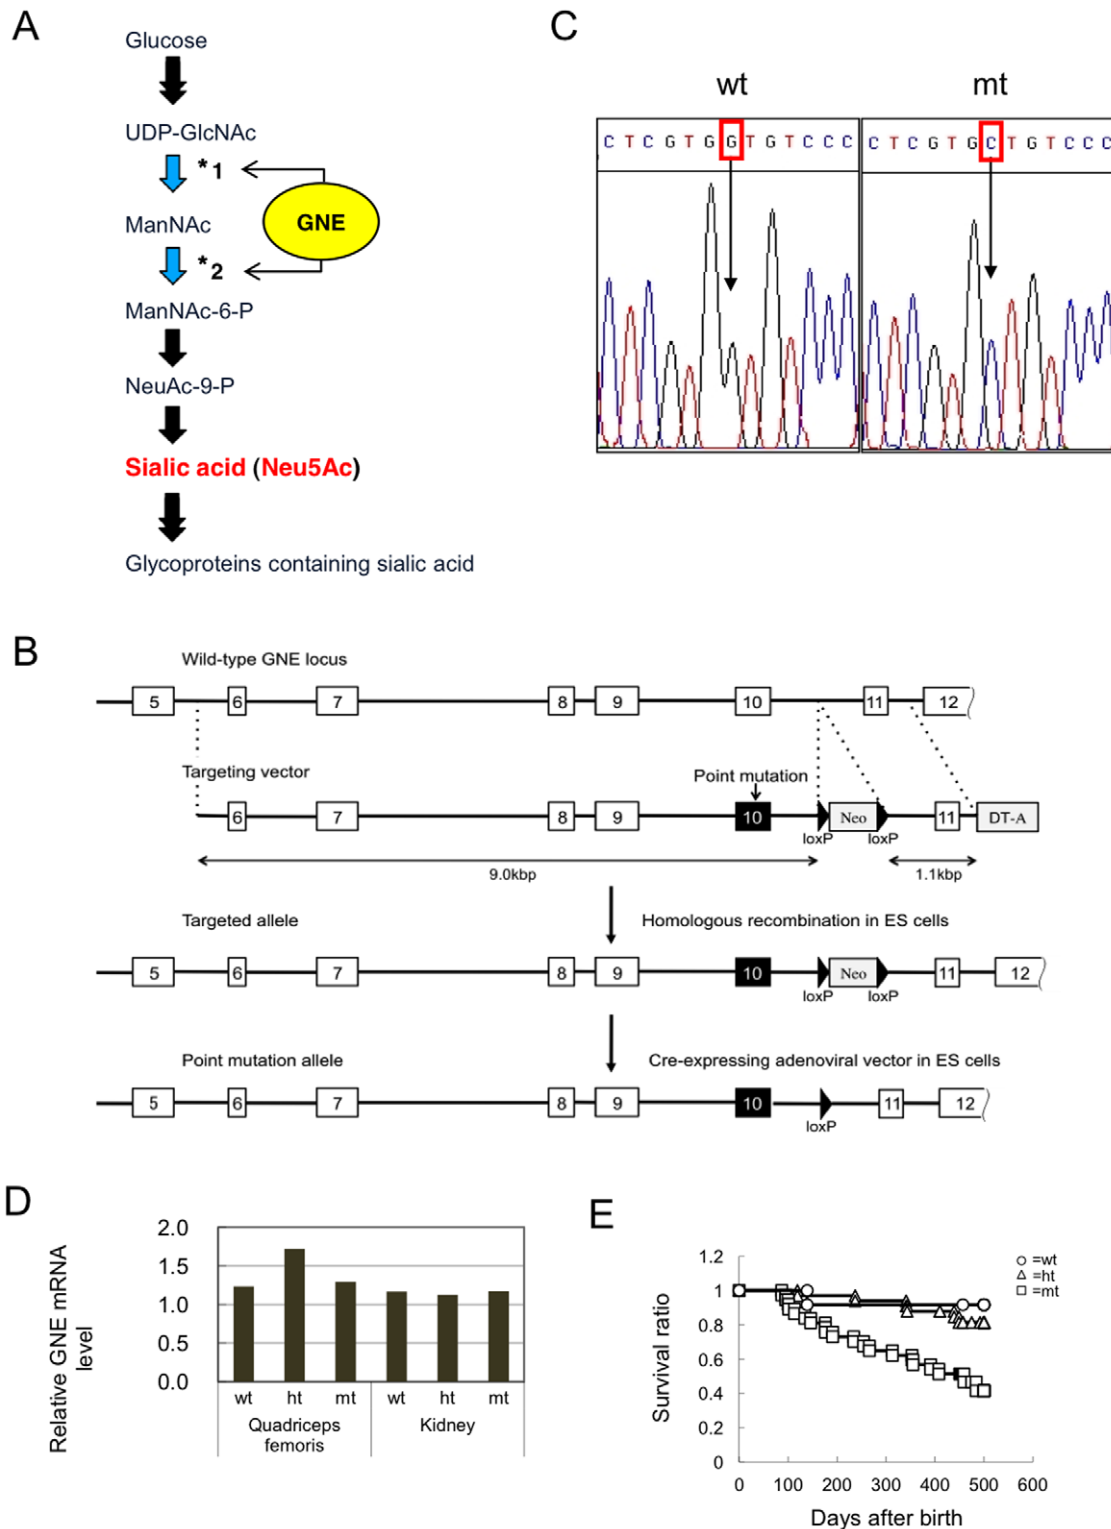 A
Glucose
UDP-GlcNAc
*1
GNE
ManNAc
*2
ManNAc-6-P
NeuAc-9-P
Sialic acid (Neu5Ac)
Glycoproteins containing sialic acid
C
wt mt
C T C G T G G T G T C C C
C T C G T G C T G T C C C
B
Wild-type GNE locus
5 6 7 8 9 10 11 12
Targeting vector
Point mutation
6 7 8 9 10 Neo 11 DT-A
loxP loxP
9.0kbp 1.1kbp
Targeted allele Homologous recombination in ES cells
5 6 7 8 9 10 Neo 11 12
loxP loxP
Point mutation allele Cre-expressing adenoviral vector in ES cells
5 6 7 8 9 10 11 12
loxP
D
Relative GNE mRNA
level
2.0
1.5
1.0
0.5
0.0
wt ht mt wt ht mt
Quadriceps
femoris
Kidney
E
Survival ratio
1.2
1
0.8
0.6
0.4
0.2
0
0 100 200 300 400 500 600
Days after birth
=wt
=ht
=mt